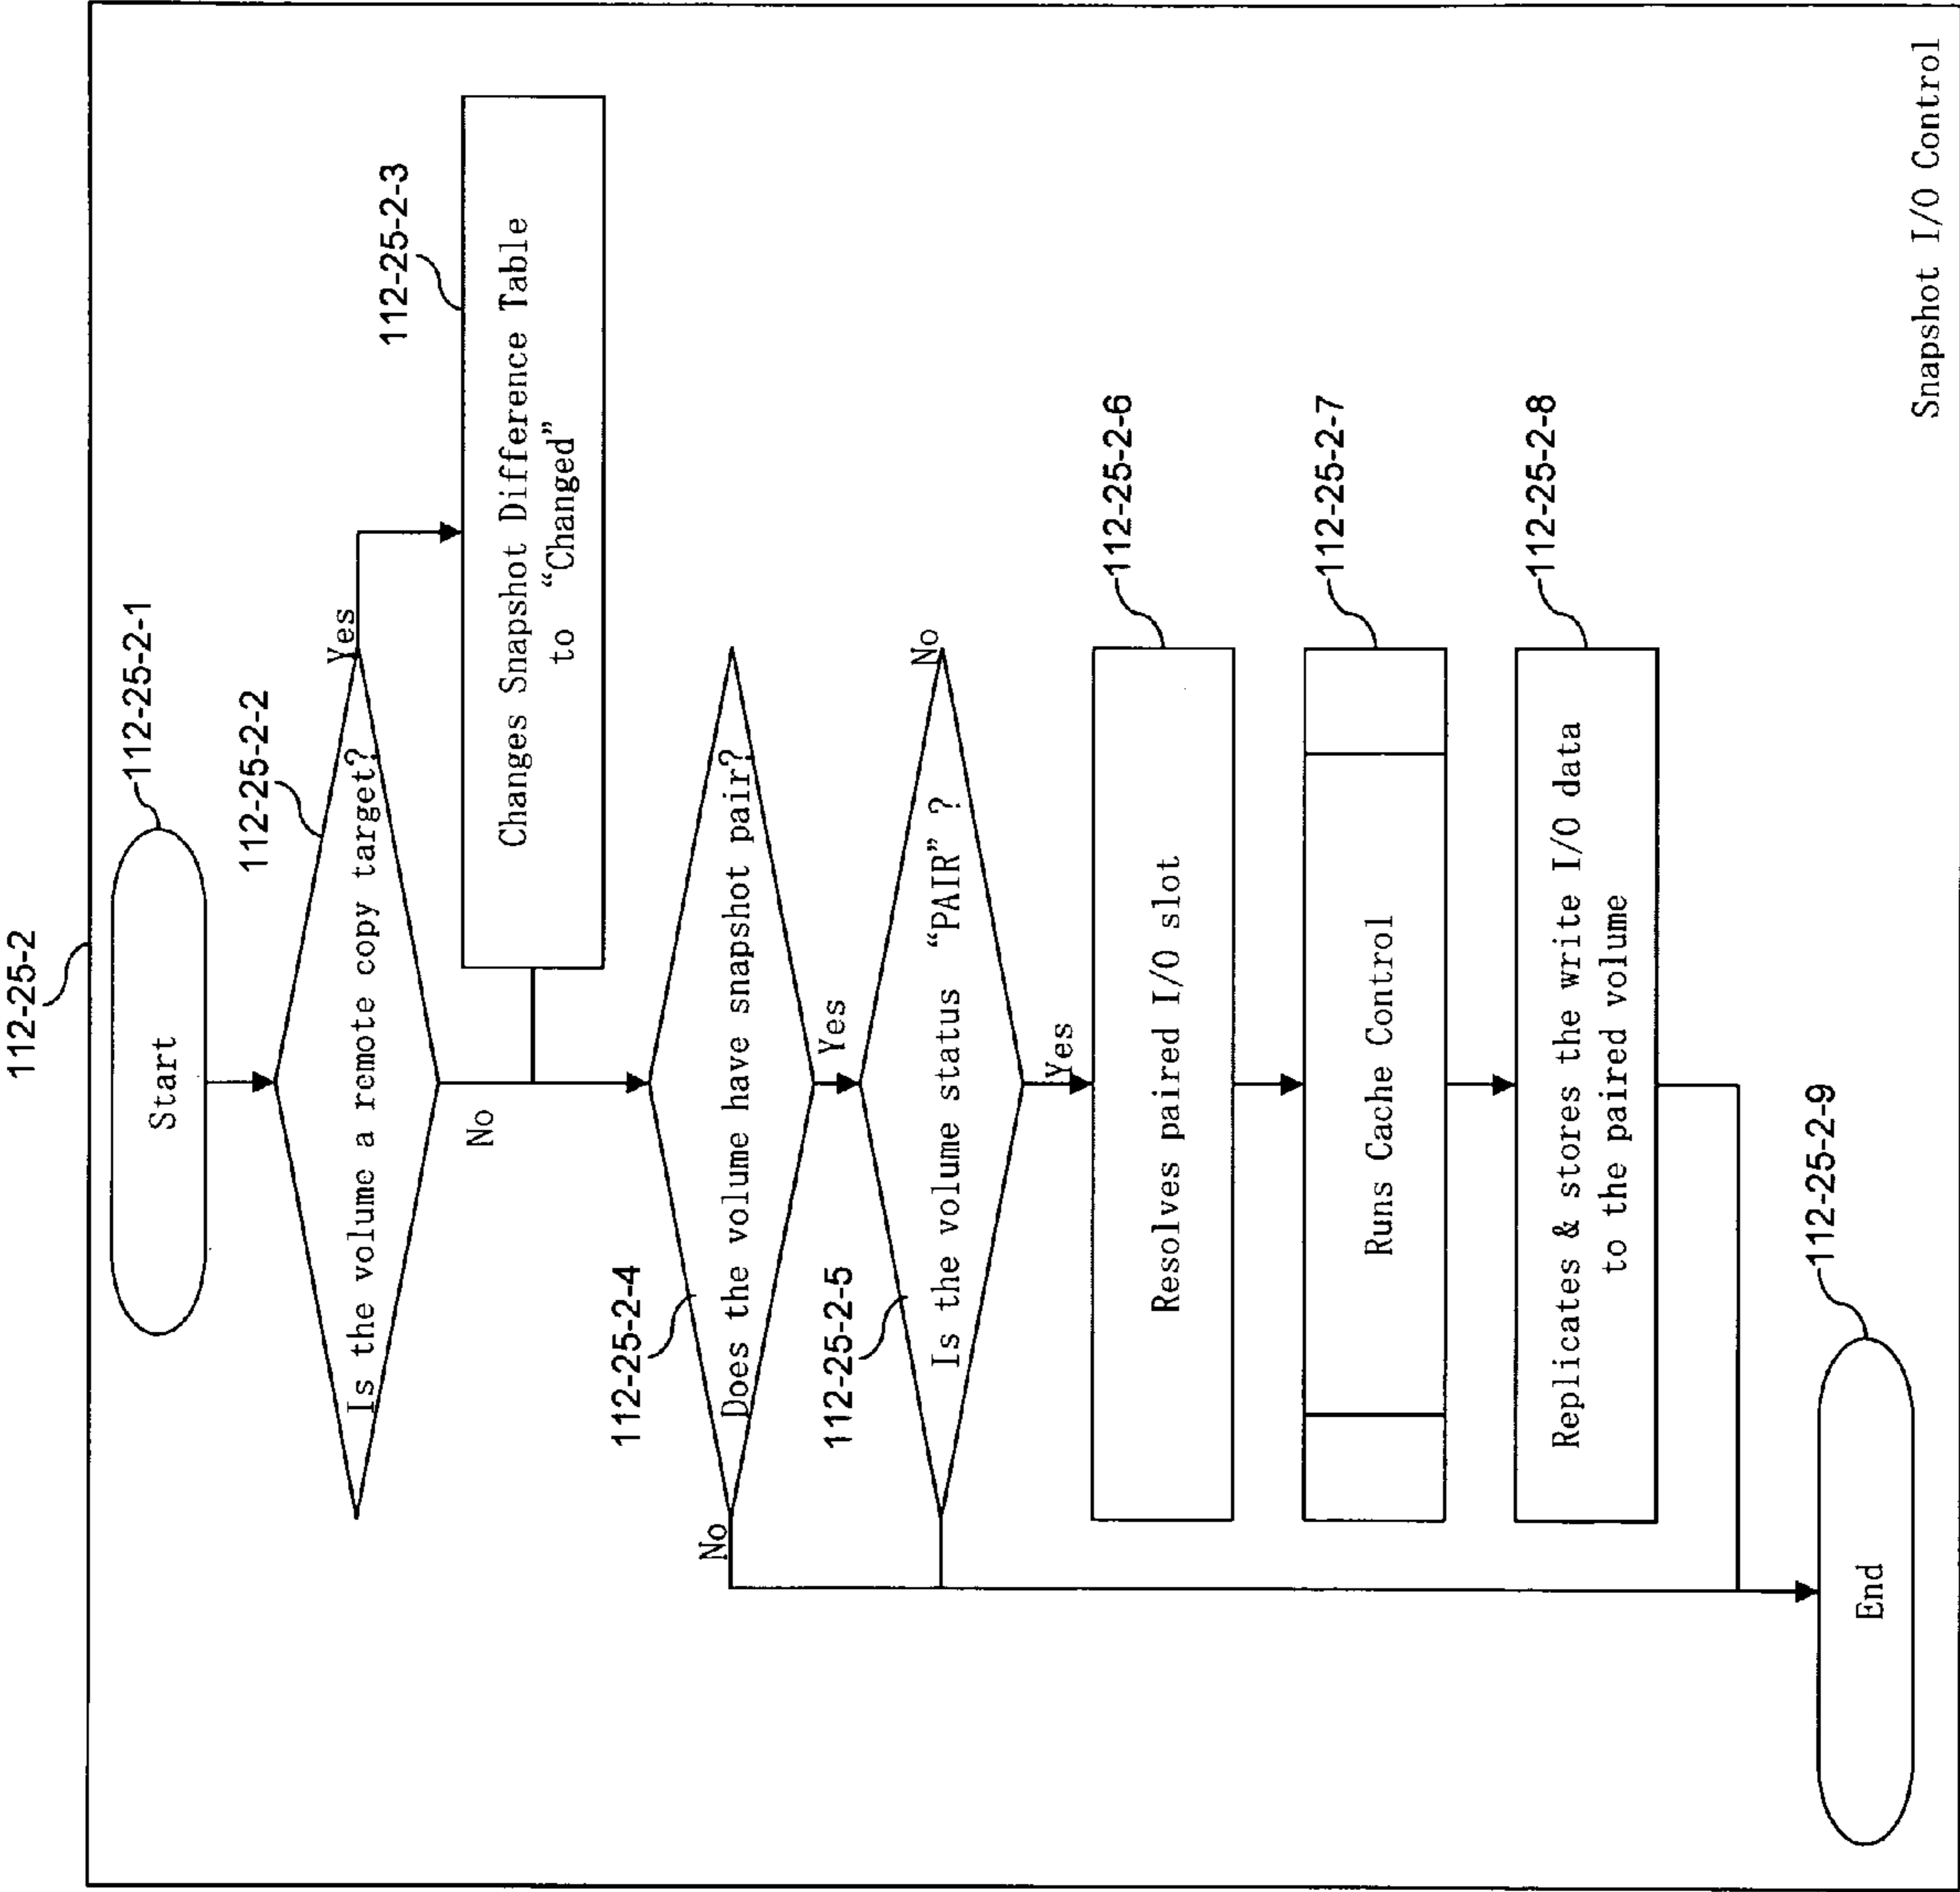 112-25-2
112-25-2-1
Start
112-25-2-2
Is the volume a remote copy target?
Yes
No
112-25-2-3
Changes Snapshot Difference Table
to “Changed”
112-25-2-4
Does the volume have snapshot pair?
No
Yes
112-25-2-5
Is the volume status “PAIR” ?
No
Yes
112-25-2-6
Resolves paired I/O slot
112-25-2-7
Runs Cache Control
112-25-2-8
Replicates & stores the write I/O data
to the paired volume
112-25-2-9
End
Snapshot I/O Control